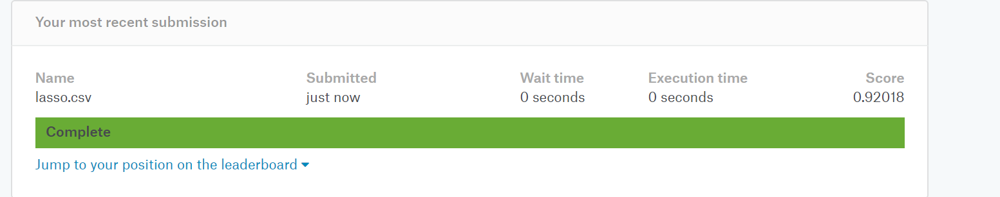 Your most recent submission
Name Submitted Wait time Execution time Score
lasso.csv just now 0 seconds 0 seconds 0.92018
Complete
Jump to your position on the leaderboard